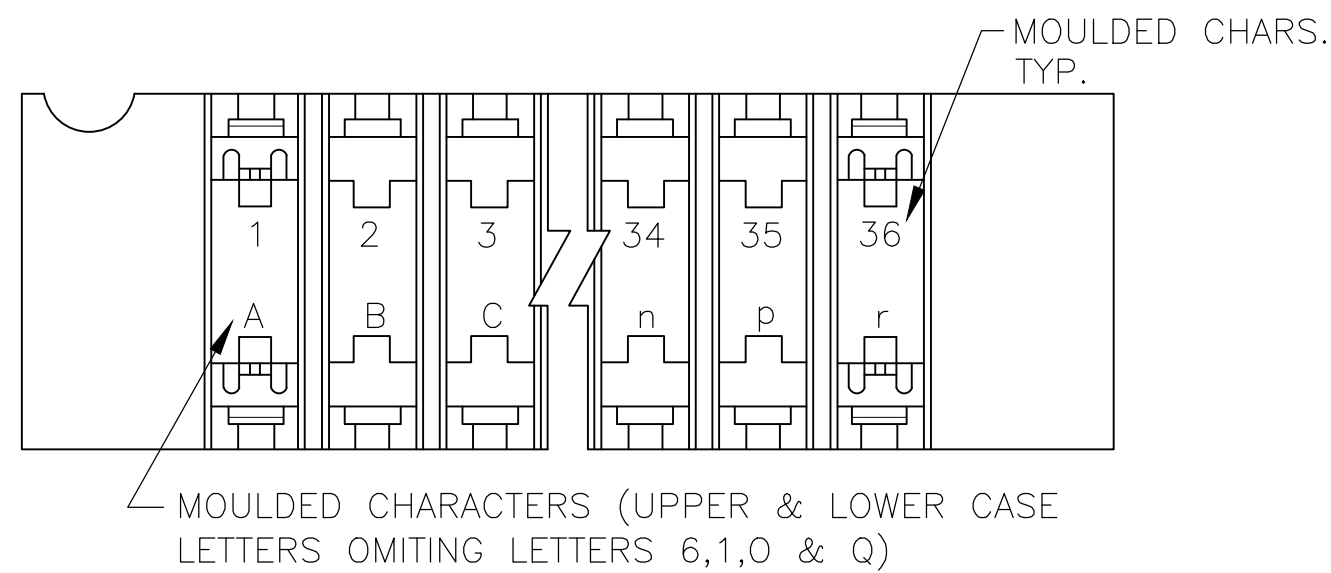 MOULDED CHARS.
TYP.
1 2 3 34 35 36
A B C n p r
MOULDED CHARACTERS (UPPER & LOWER CASE
LETTERS OMITING LETTERS 6,1,O & Q)